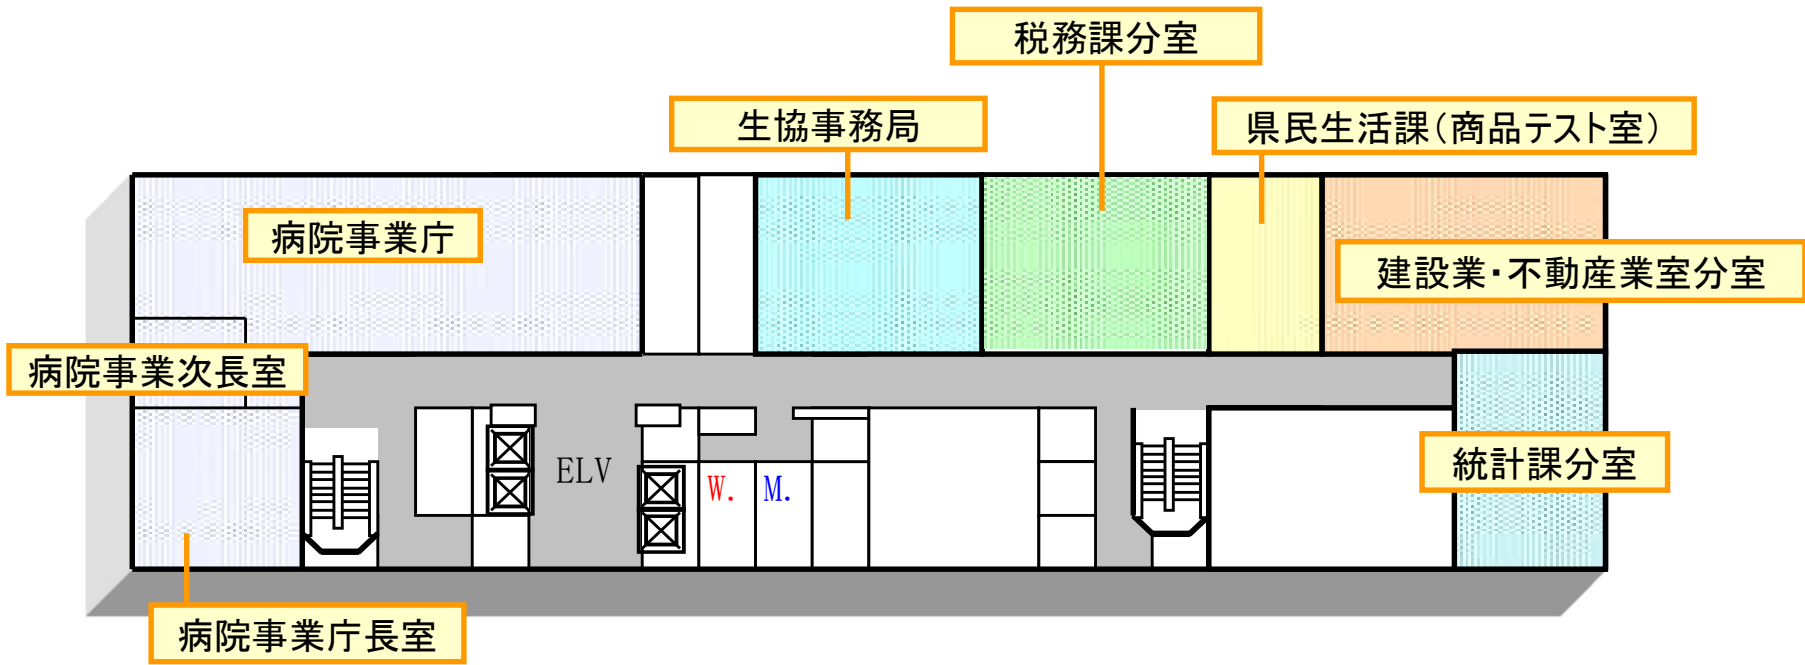 税務課分室
生協事務局
県民生活課(商品テスト室)
病院事業庁
建設業・不動産業室分室
病院事業次長室
統計課分室
ELV
W.
M.
病院事業庁長室